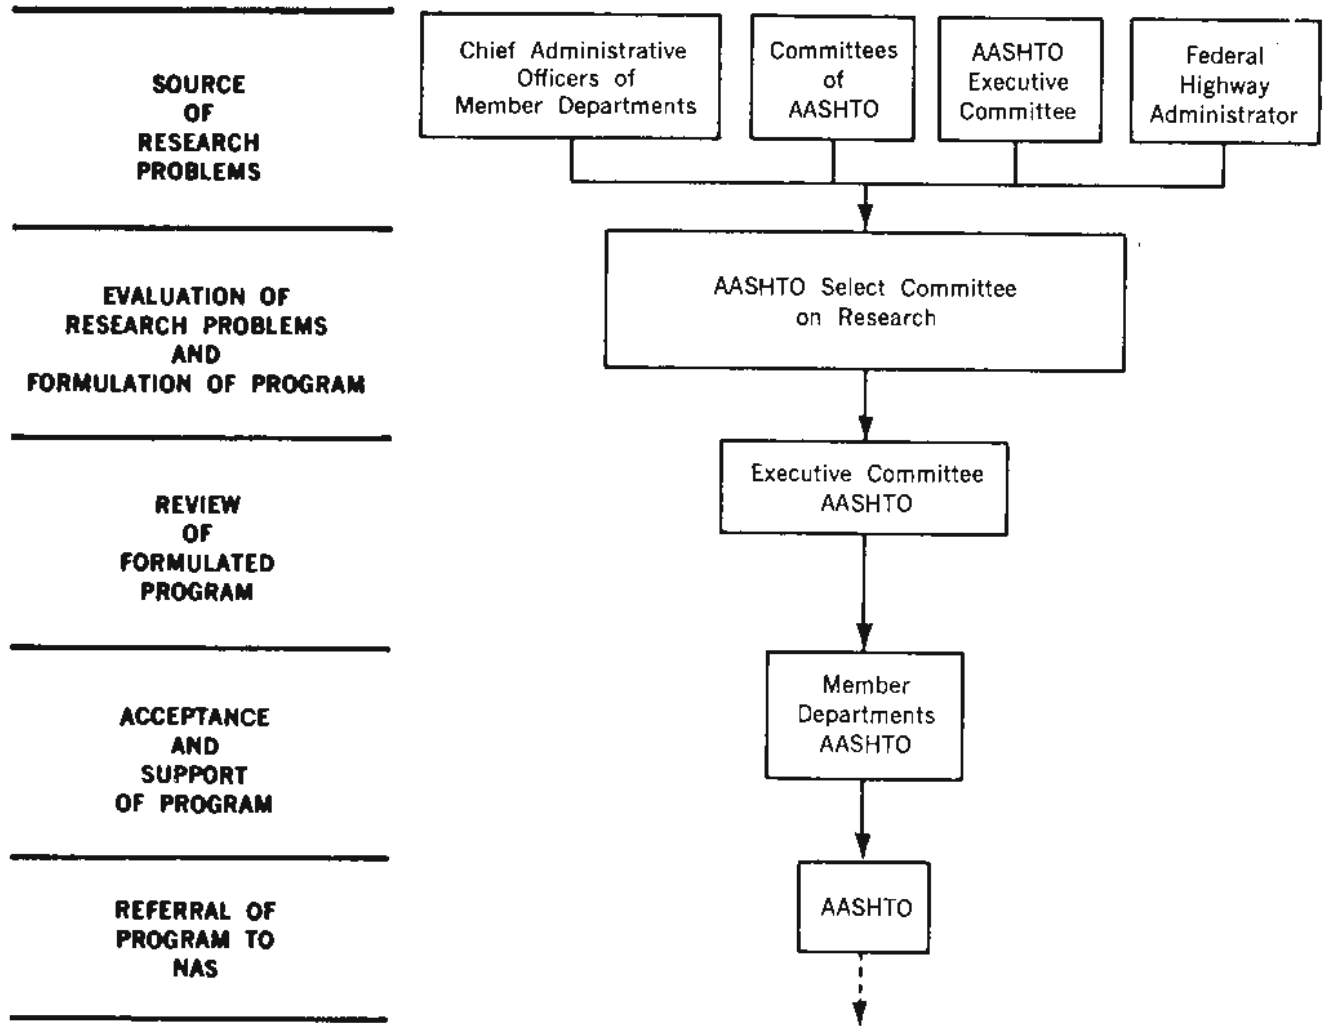 SOURCE
OF
RESEARCH
PROBLEMS
Chief Administrative
Officers of
Member Departments
Committees
of
AASHTO
AASHTO
Executive
Committee
Federal
Highway
Administrator
EVALUATION OF
RESEARCH PROBLEMS
AND
FORMULATION OF PROGRAM
AASHTO Select Committee
on Research
REVIEW
OF
FORMULATED
PROGRAM
Executive Committee
AASHTO
ACCEPTANCE
AND
SUPPORT
OF PROGRAM
Member
Departments
AASHTO
REFERRAL OF
PROGRAM TO
NAS
AASHTO